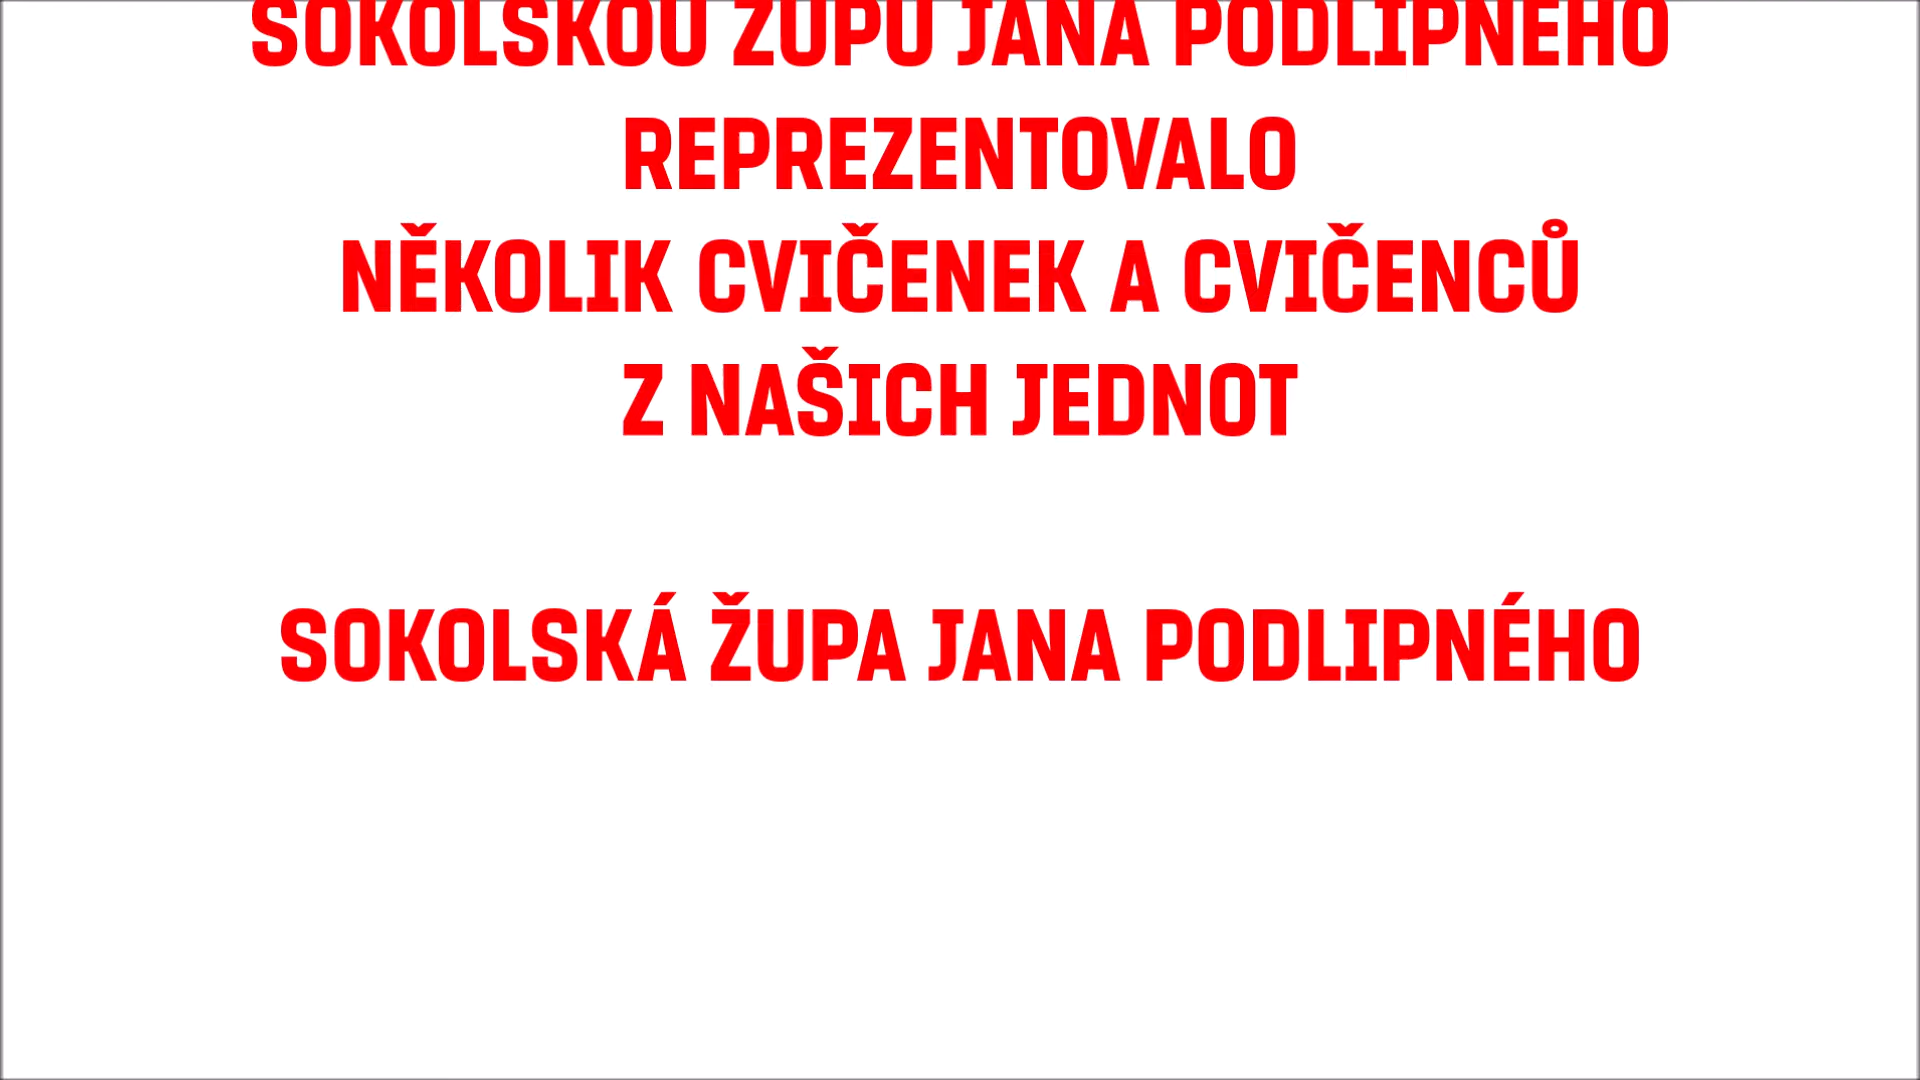 SOKOLSKOU ŽUPU JANA PODLIPNÉHO
REPREZENTOVALO
NĚKOLIK CVIČENEK A CVIČENCŮ
Z NAŠICH JEDNOT
SOKOLSKÁ ŽUPA JANA PODLIPNÉHO